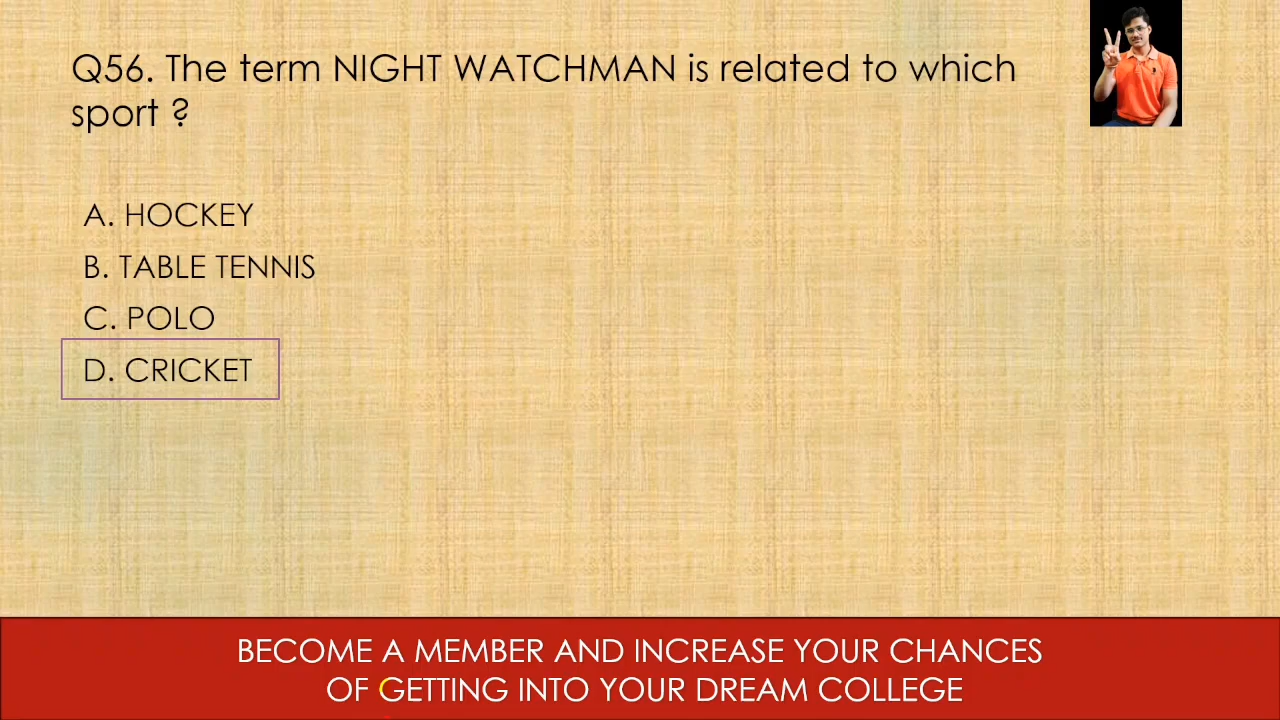 Q56. The term NIGHT WATCHMAN is related to which
sport ?
A. HOCKEY
B. TABLE TENNIS
C. POLO
D. CRICKET
BECOME A MEMBER AND INCREASE YOUR CHANCES
OF GETTING INTO YOUR DREAM COLLEGE